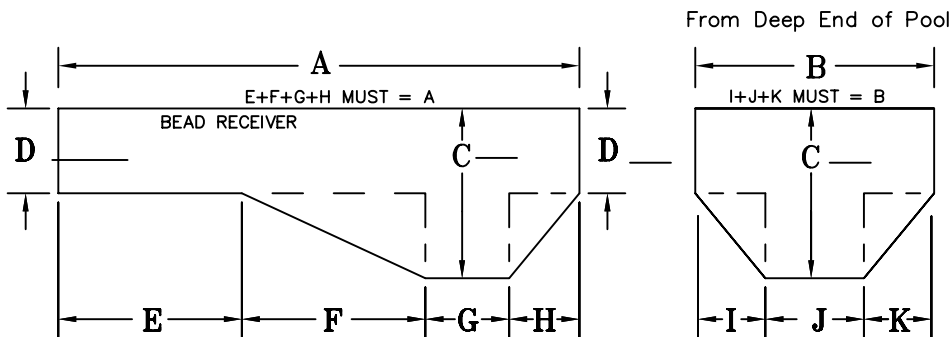 From Deep End of Pool
A
B
E+F+G+H MUST = A
I+J+K MUST = B
BEAD RECEIVER
D
C
D
C
E
F
G
H
I
J
K